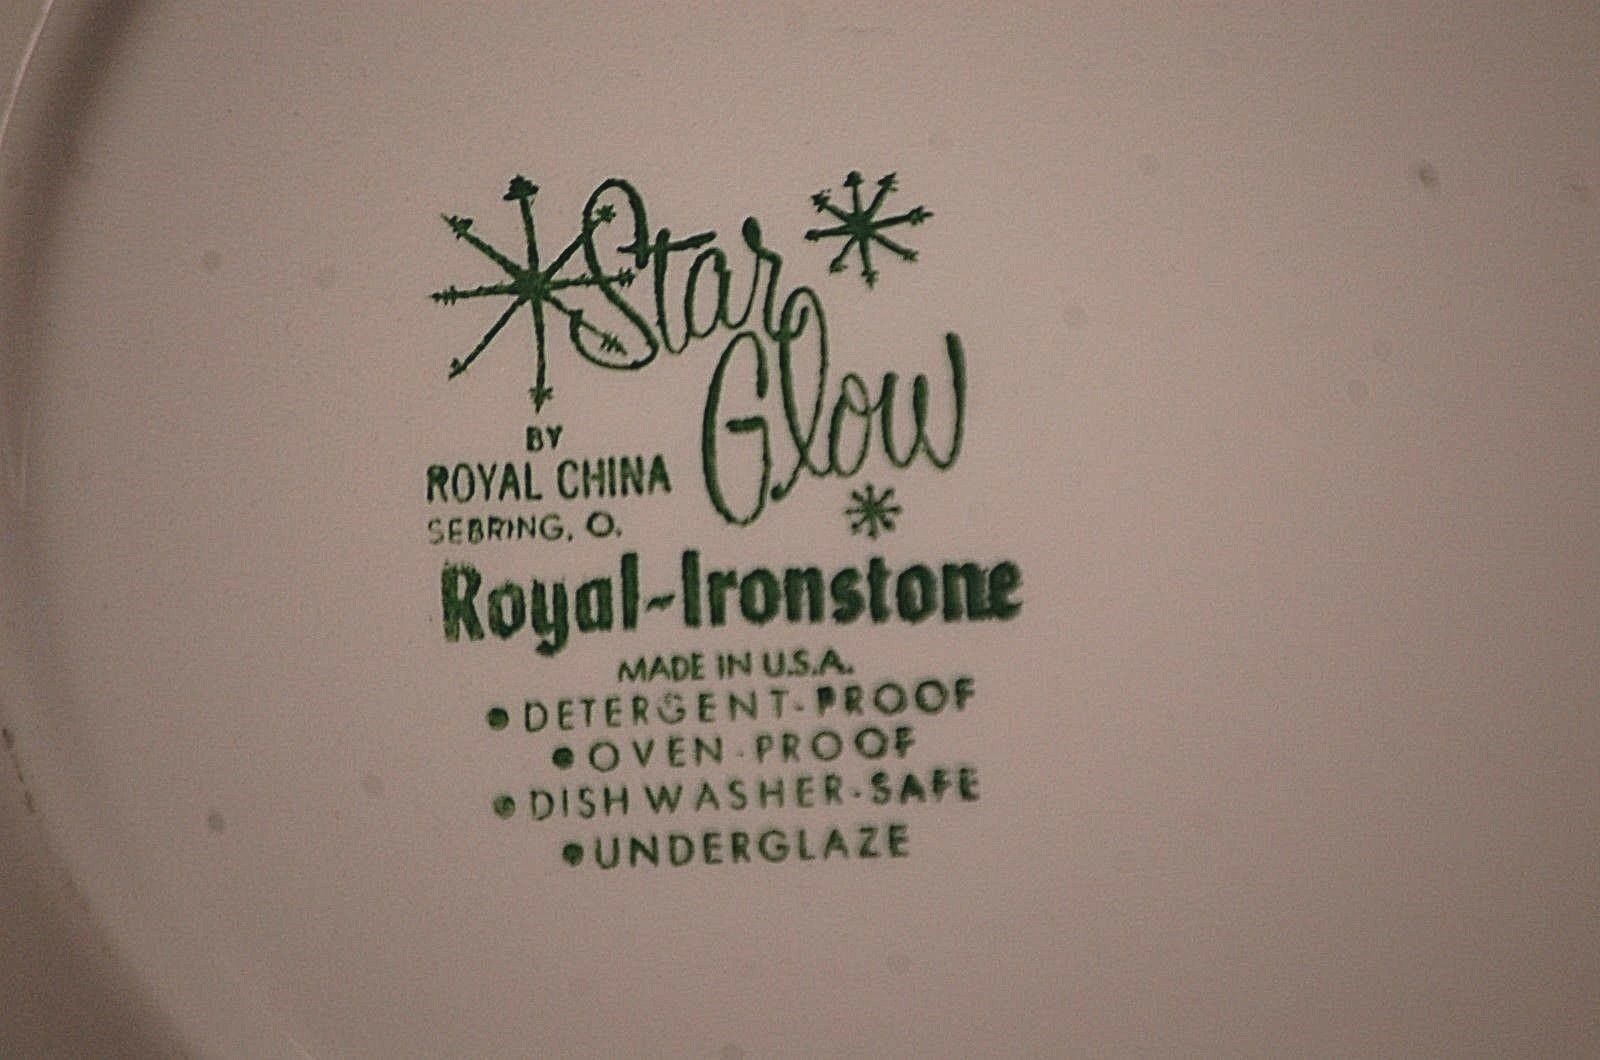 Star
Glow
BY
ROYAL CHINA
SEBRING, O.
Royal-Ironstone
MADE IN U.S.A.
• DETERGENT-PROOF
• OVEN-PROOF
• DISHWASHER-SAFE
• UNDERGLAZE